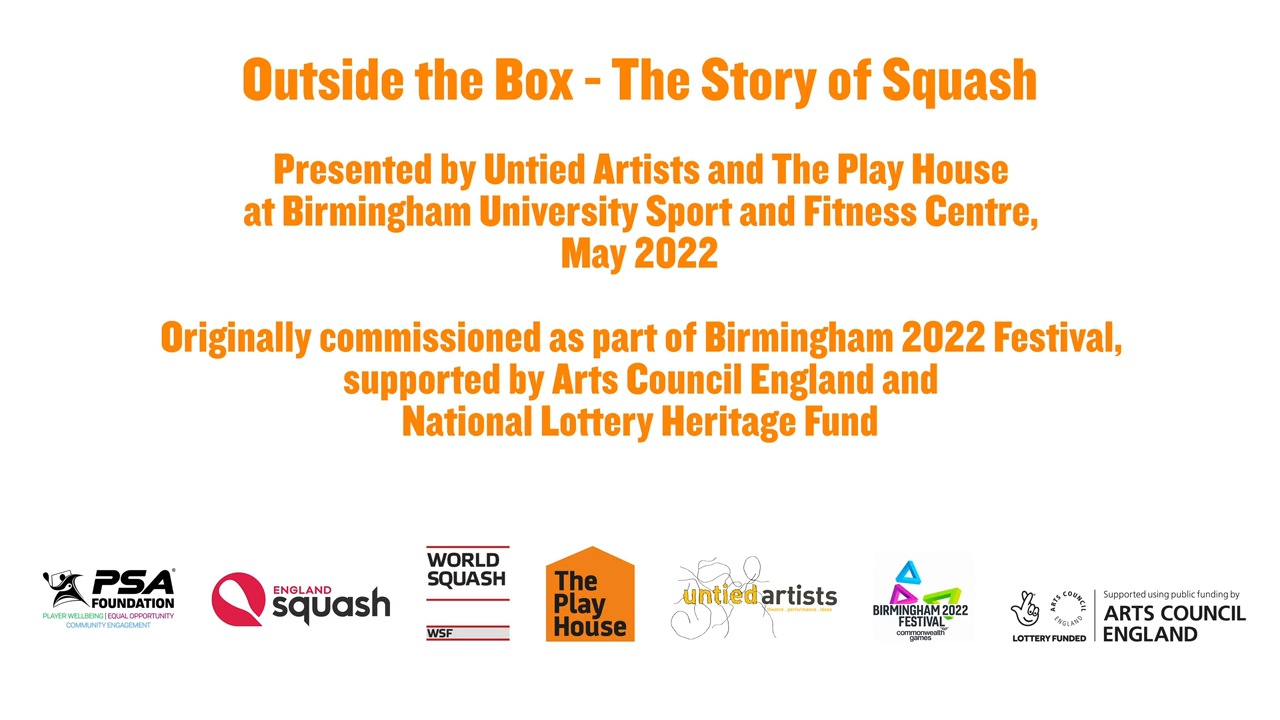 Outside the Box - The Story of Squash
Presented by Untied Artists and The Play House
at Birmingham University Sport and Fitness Centre,
May 2022
Originally commissioned as part of Birmingham 2022 Festival,
supported by Arts Council England and
National Lottery Heritage Fund
PSA®
FOUNDATION
PLAYER WELLBEING | EQUAL OPPORTUNITY
COMMUNITY ENGAGEMENT
ENGLAND
squash
WORLD
SQUASH
WSF
The
Play
House
untied artists
theatre . performance . ideas
BIRMINGHAM 2022
FESTIVAL
commonwealth
games
LOTTERY FUNDED
ARTS COUNCIL
ENGLAND
Supported using public funding by
ARTS COUNCIL
ENGLAND